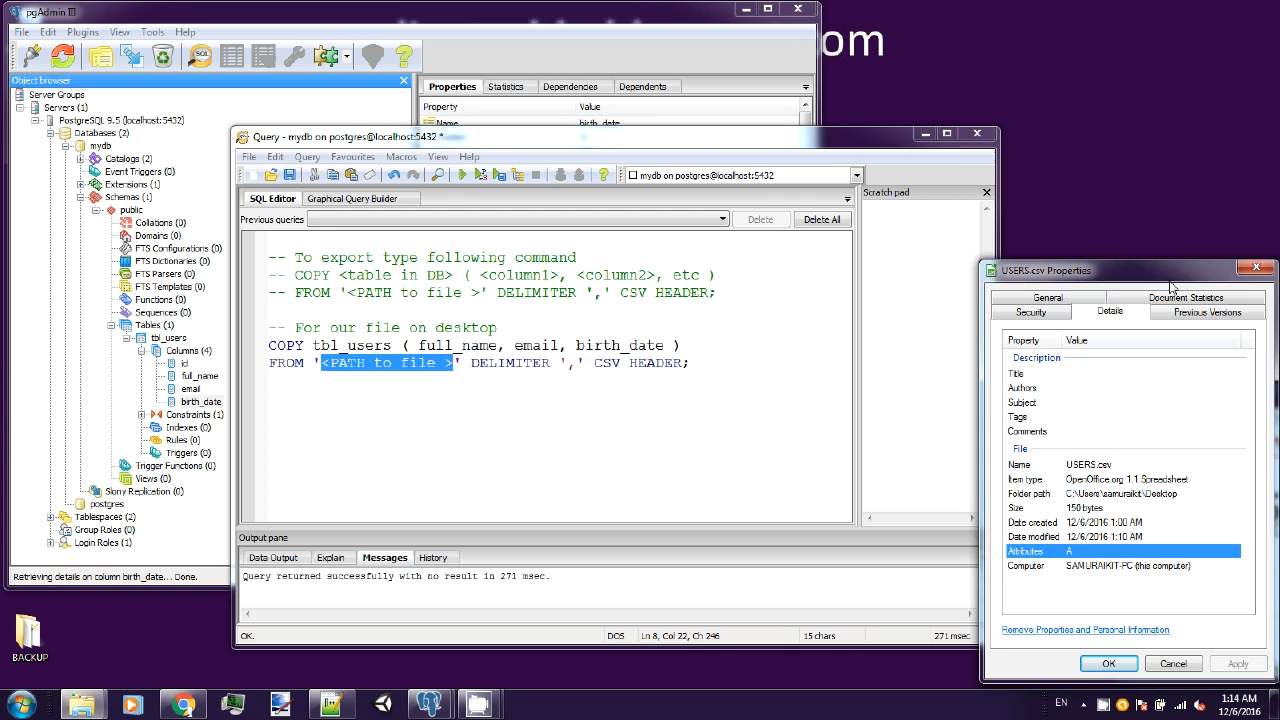 pgAdmin III
om
File Edit Plugins View Tools Help
SQL
Object browser
Server Groups
Servers (1)
PostgreSQL 9.5 (localhost:5432)
Databases (2)
mydb
Catalogs (2)
Event Triggers (0)
Extensions (1)
Schemas (1)
public
Collations (0)
Domains (0)
FTS Configurations (0)
FTS Dictionaries (0)
FTS Parsers (0)
FTS Templates (0)
Functions (0)
Sequences (0)
Tables (1)
tbl_users
Columns (4)
id
full_name
email
birth_date
Constraints (1)
Indexes (0)
Rules (0)
Triggers (0)
Trigger Functions (0)
Views (0)
Slony Replication (0)
postgres
Tablespaces (2)
Group Roles (0)
Login Roles (1)
Retrieving details on column birth_date... Done.
Properties Statistics Dependencies Dependents
Property Value
Name birth_date
Query - mydb on postgres@localhost:5432 *
File Edit Query Favourites Macros View Help
mydb on postgres@localhost:5432
SQL Editor Graphical Query Builder
Previous queries Delete Delete All
-- To export type following command
-- COPY <table in DB> ( <column1>, <column2>, etc )
-- FROM '<PATH to file >' DELIMITER ',' CSV HEADER;
-- For our file on desktop
COPY tbl_users ( full_name, email, birth_date )
FROM '<PATH to file >' DELIMITER ',' CSV HEADER;
Scratch pad
Output pane
Data Output Explain Messages History
Query returned successfully with no result in 271 msec.
OK. DOS Ln 8, Col 22, Ch 246 15 chars 271 msec
USERS.csv Properties
General Document Statistics
Security Details Previous Versions
Property Value
Description
Title
Authors
Subject
Tags
Comments
File
Name USERS.csv
Item type OpenOffice.org 1.1 Spreadsheet
Folder path C:\Users\samuraikit\Desktop
Size 150 bytes
Date created 12/6/2016 1:00 AM
Date modified 12/6/2016 1:10 AM
Attributes A
Computer SAMURAIKIT-PC (this computer)
Remove Properties and Personal Information
OK Cancel Apply
BACKUP
EN
1:14 AM
12/6/2016